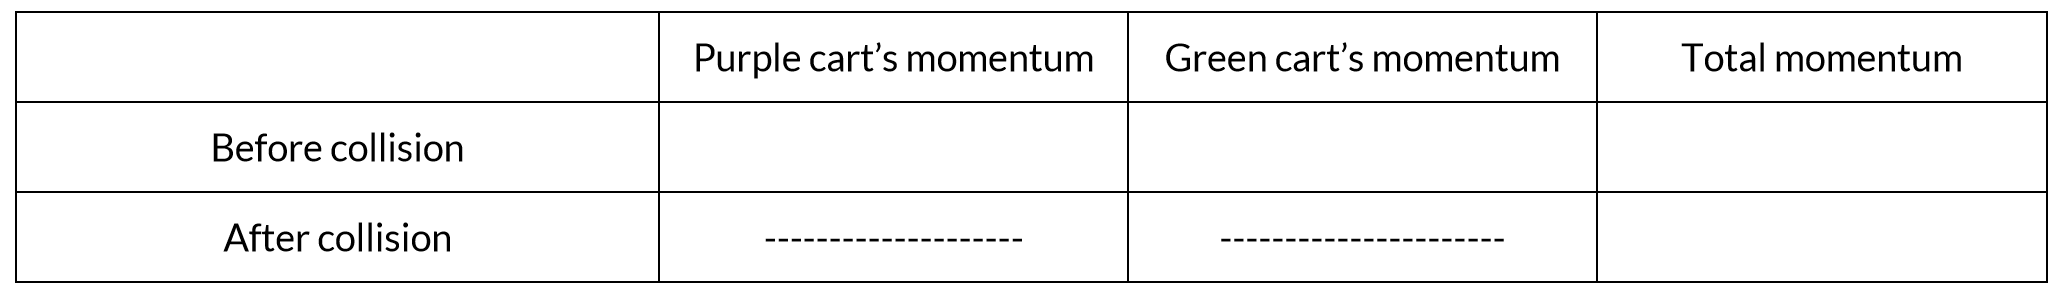 Purple cart’s momentum Green cart’s momentum Total momentum
Before collision
After collision -------------------- ----------------------